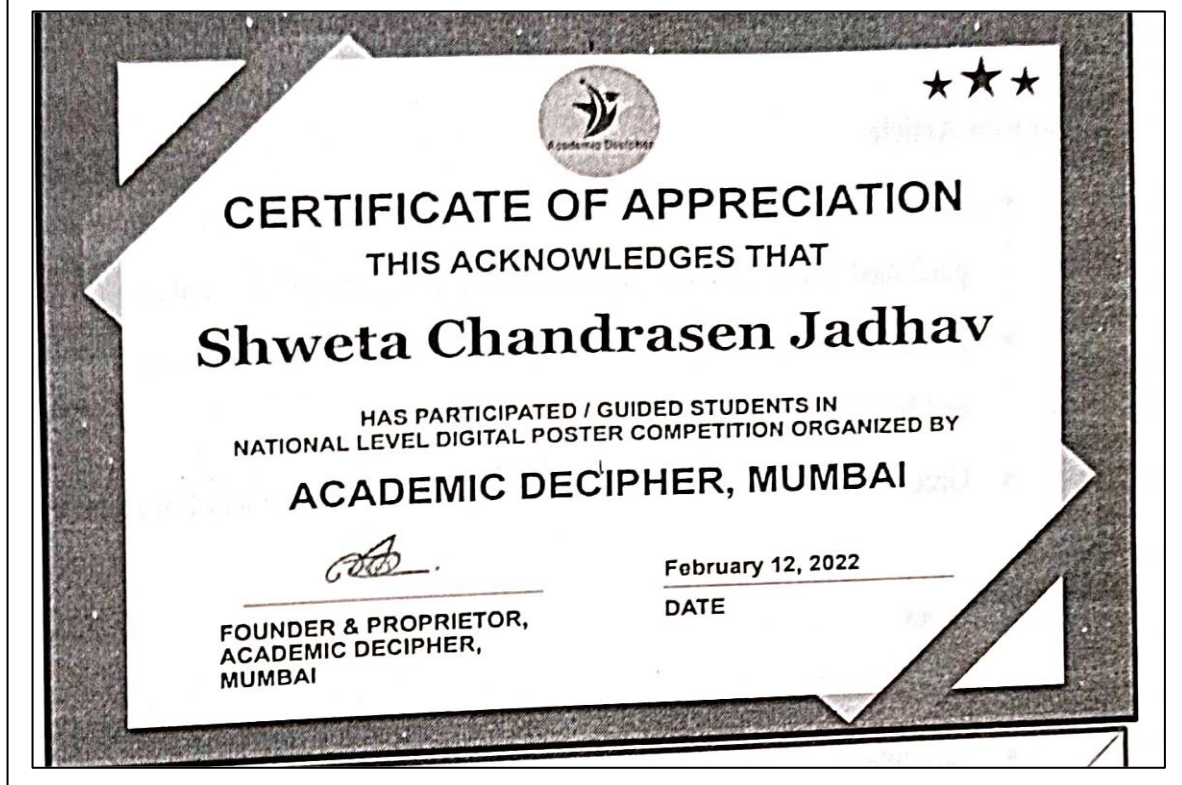 Academic Decipher
CERTIFICATE OF APPRECIATION
THIS ACKNOWLEDGES THAT
Shweta Chandrasen Jadhav
HAS PARTICIPATED / GUIDED STUDENTS IN
NATIONAL LEVEL DIGITAL POSTER COMPETITION ORGANIZED BY
ACADEMIC DECIPHER, MUMBAI
February 12, 2022
FOUNDER & PROPRIETOR,
ACADEMIC DECIPHER,
MUMBAI
DATE